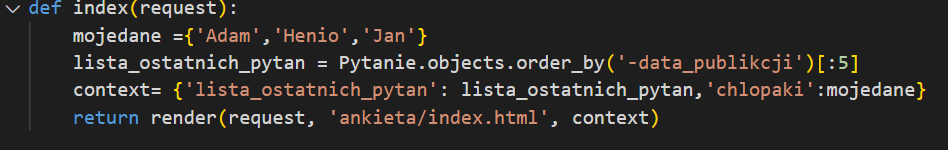 def index(request):
mojedane ={'Adam','Henio','Jan'}
lista_ostatnich_pytan = Pytanie.objects.order_by('-data_publikcji')[:5]
context= {'lista_ostatnich_pytan': lista_ostatnich_pytan,'chlopaki':mojedane}
return render(request, 'ankieta/index.html', context)